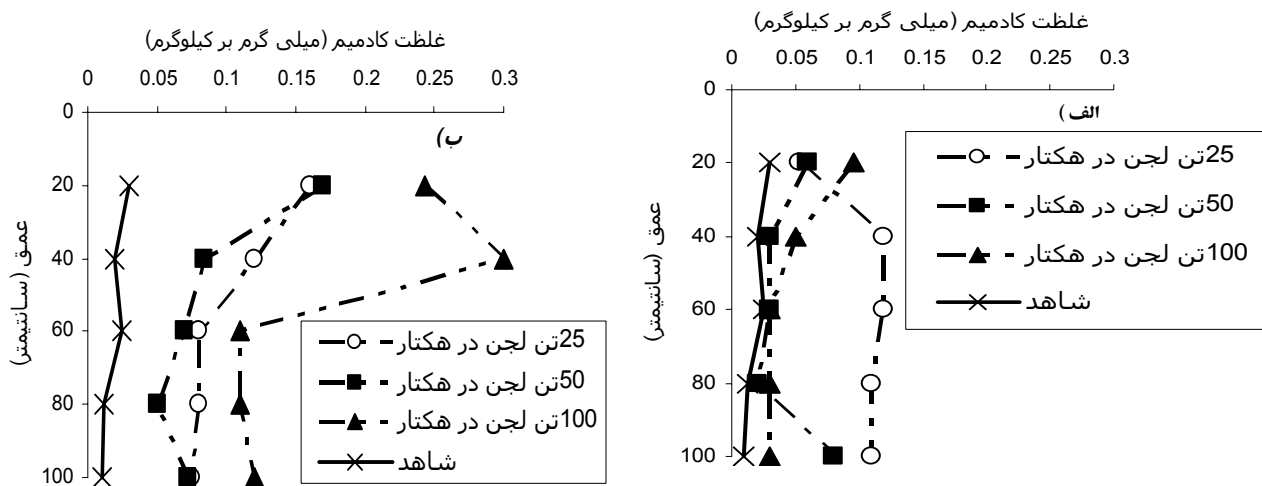 غلظت کادمیم (میلی گرم بر کیلوگرم)
0 0.05 0.1 0.15 0.2 0.25 0.3
0
20
40
60
80
100
عمق (سانتیمتر)
ب)
25تن لجن در هکتار
50تن لجن در هکتار
100تن لجن در هکتار
شاهد
غلظت کادمیم (میلی گرم بر کیلوگرم)
0 0.05 0.1 0.15 0.2 0.25 0.3
0
20
40
60
80
100
عمق (سانتیمتر)
الف)
25تن لجن در هکتار
50تن لجن در هکتار
100تن لجن در هکتار
شاهد